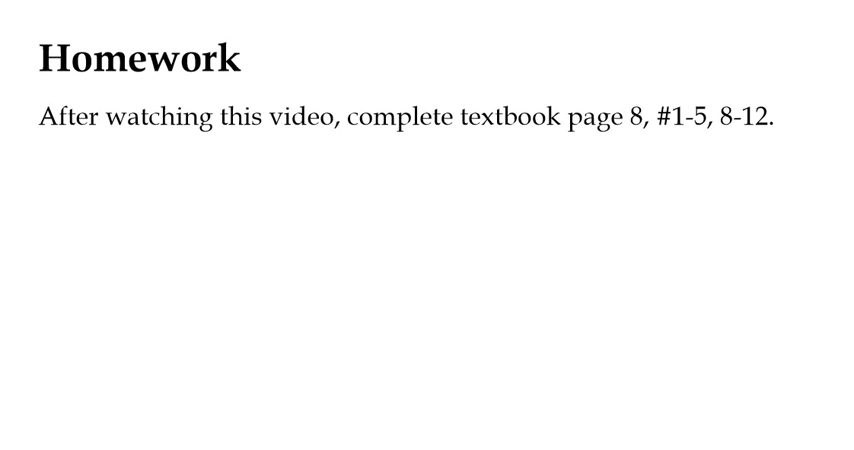 Homework
After watching this video, complete textbook page 8, #1-5, 8-12.